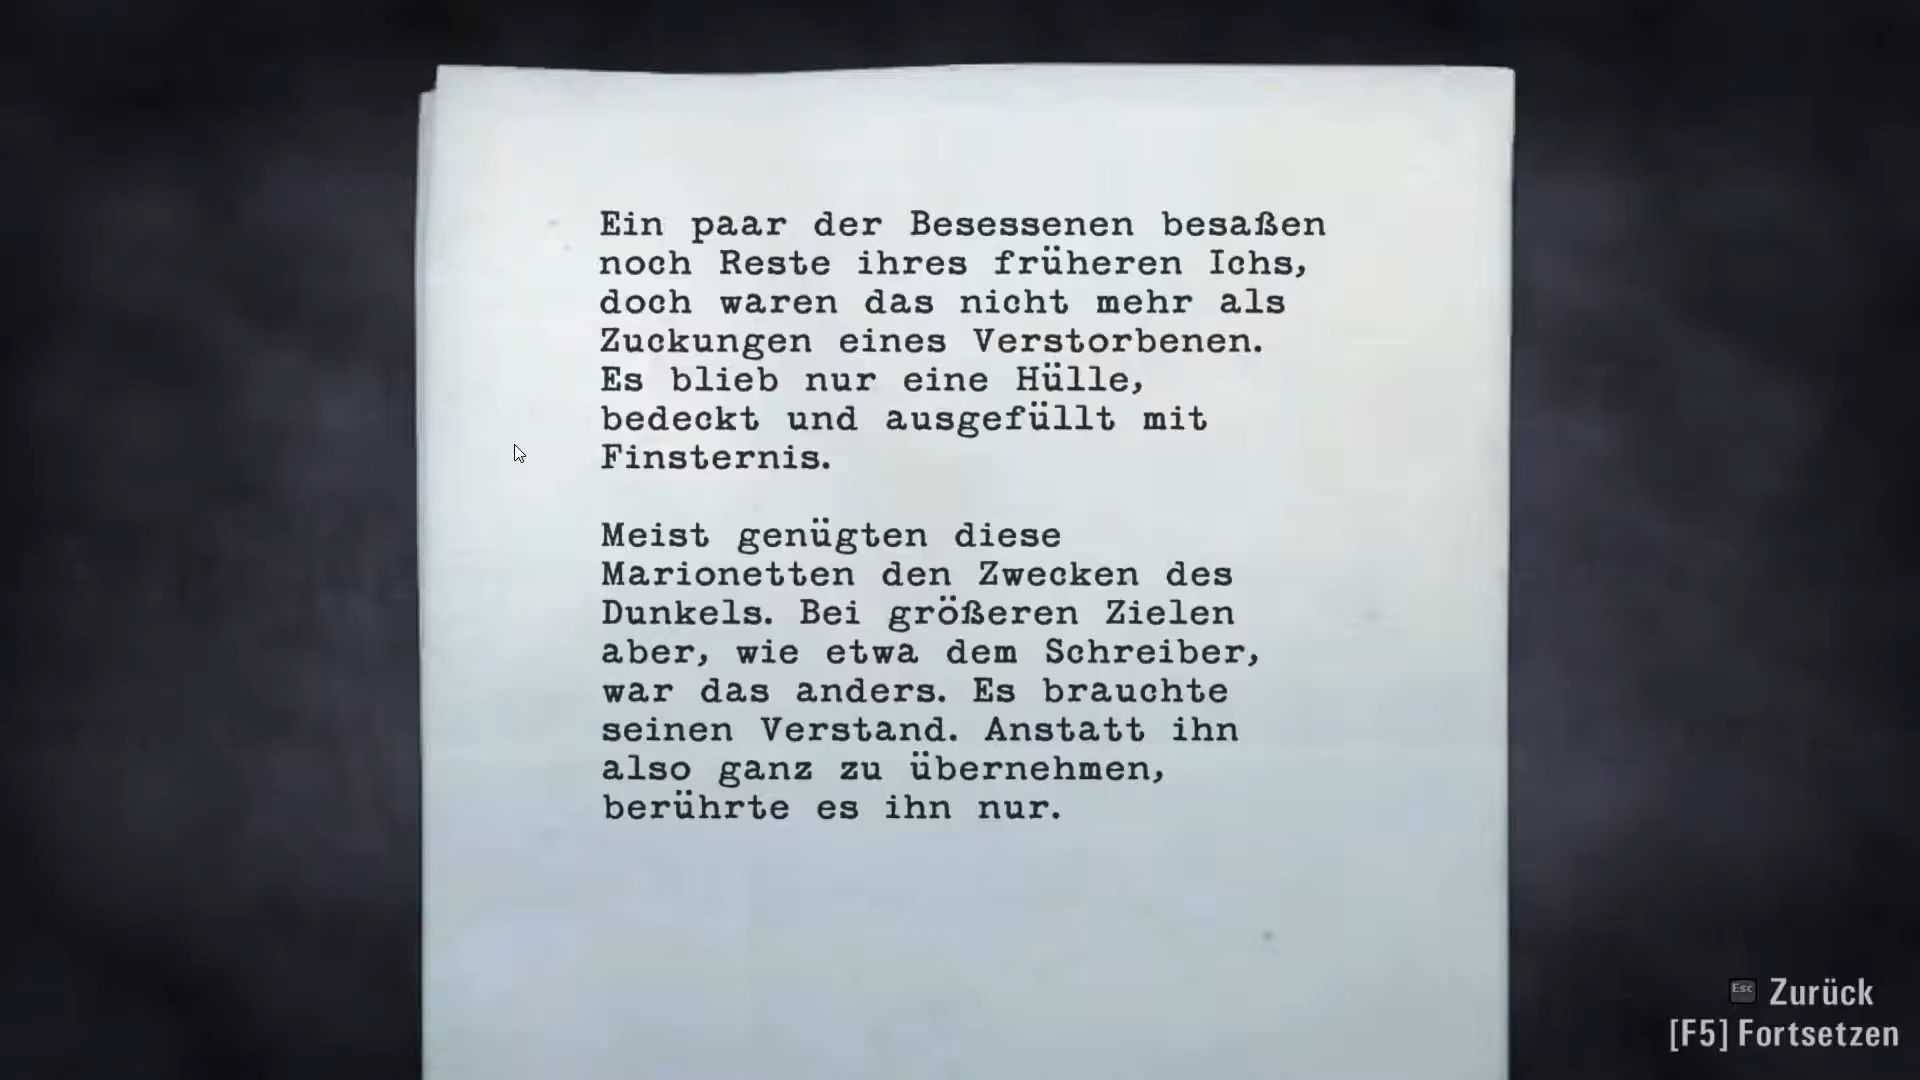 Ein paar der Besessenen besaßen
noch Reste ihres früheren Ichs,
doch waren das nicht mehr als
Zuckungen eines Verstorbenen.
Es blieb nur eine Hülle,
bedeckt und ausgefüllt mit
Finsternis.
Meist genügten diese
Marionetten den Zwecken des
Dunkels. Bei größeren Zielen
aber, wie etwa dem Schreiber,
war das anders. Es brauchte
seinen Verstand. Anstatt ihn
also ganz zu übernehmen,
berührte es ihn nur.
Esc Zurück
[F5] Fortsetzen